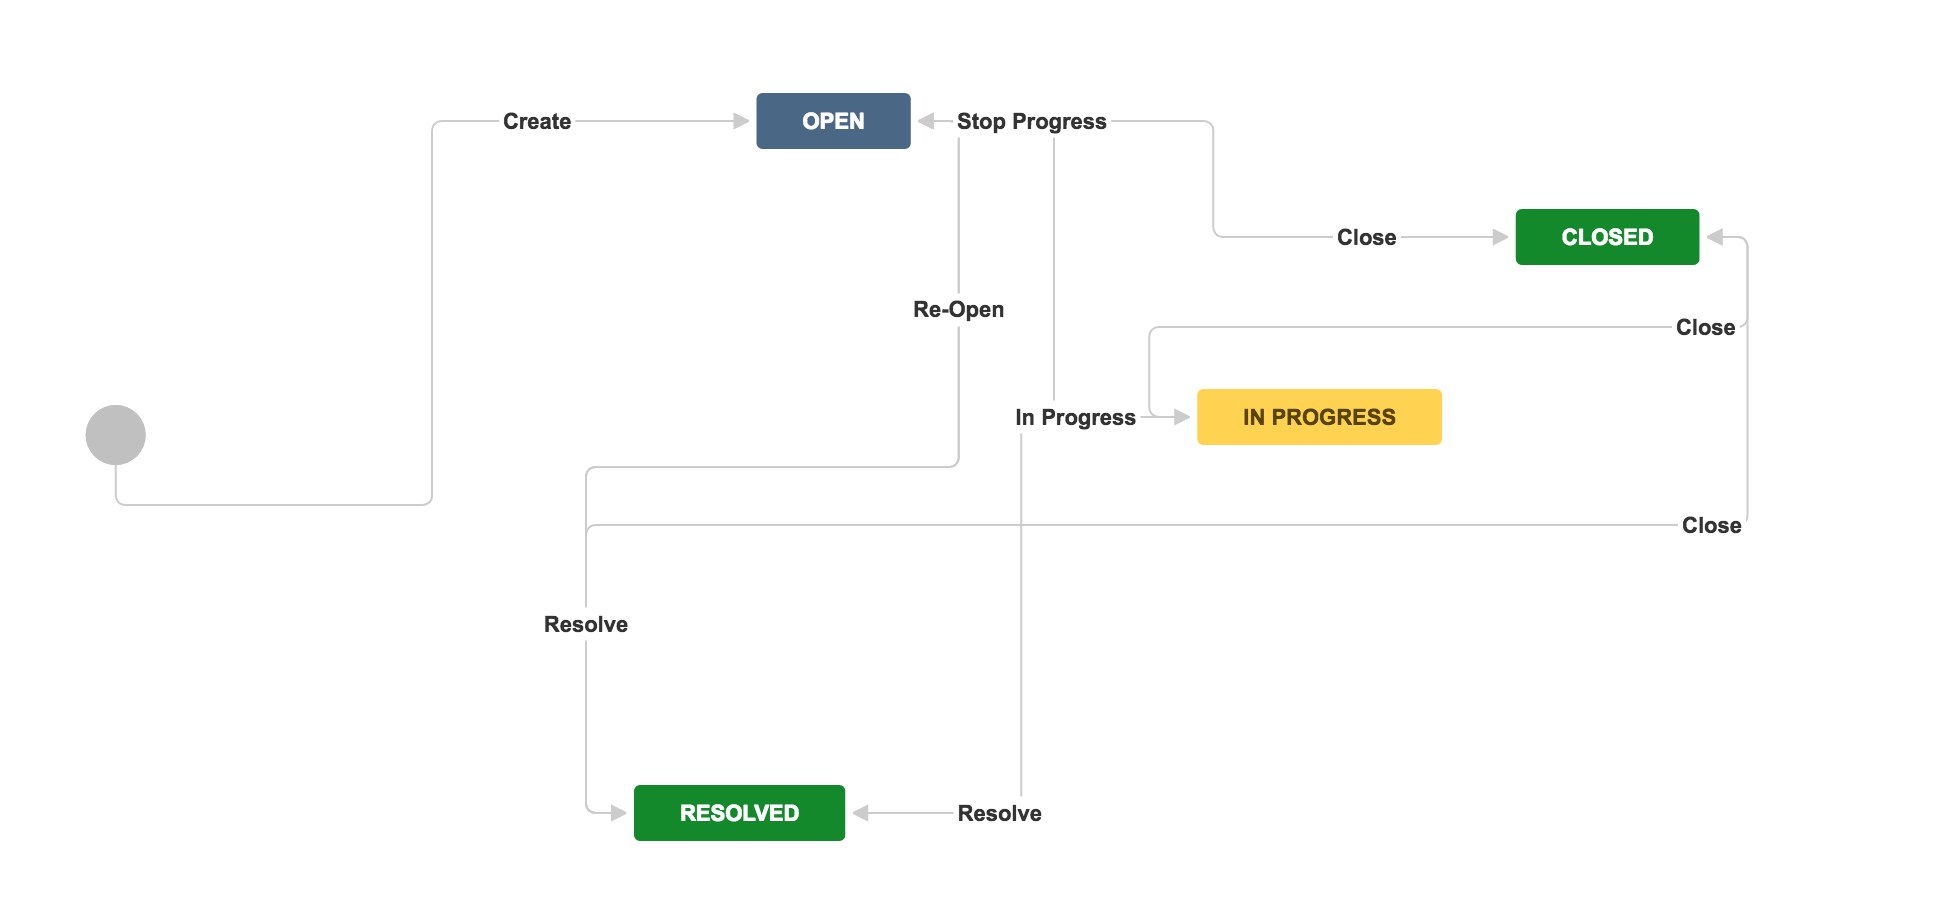 Create
OPEN
Stop Progress
Close
CLOSED
Re-Open
Close
In Progress
IN PROGRESS
Close
Resolve
RESOLVED
Resolve